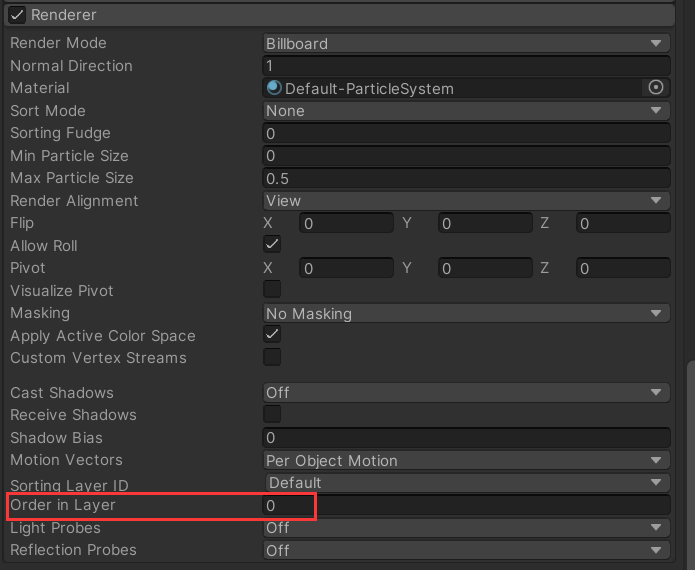 Renderer
Render Mode Billboard
Normal Direction 1
Material Default-ParticleSystem
Sort Mode None
Sorting Fudge 0
Min Particle Size 0
Max Particle Size 0.5
Render Alignment View
Flip X 0 Y 0 Z 0
Allow Roll
Pivot X 0 Y 0 Z 0
Visualize Pivot
Masking No Masking
Apply Active Color Space
Custom Vertex Streams
Cast Shadows Off
Receive Shadows
Shadow Bias 0
Motion Vectors Per Object Motion
Sorting Layer ID Default
Order in Layer 0
Light Probes Off
Reflection Probes Off